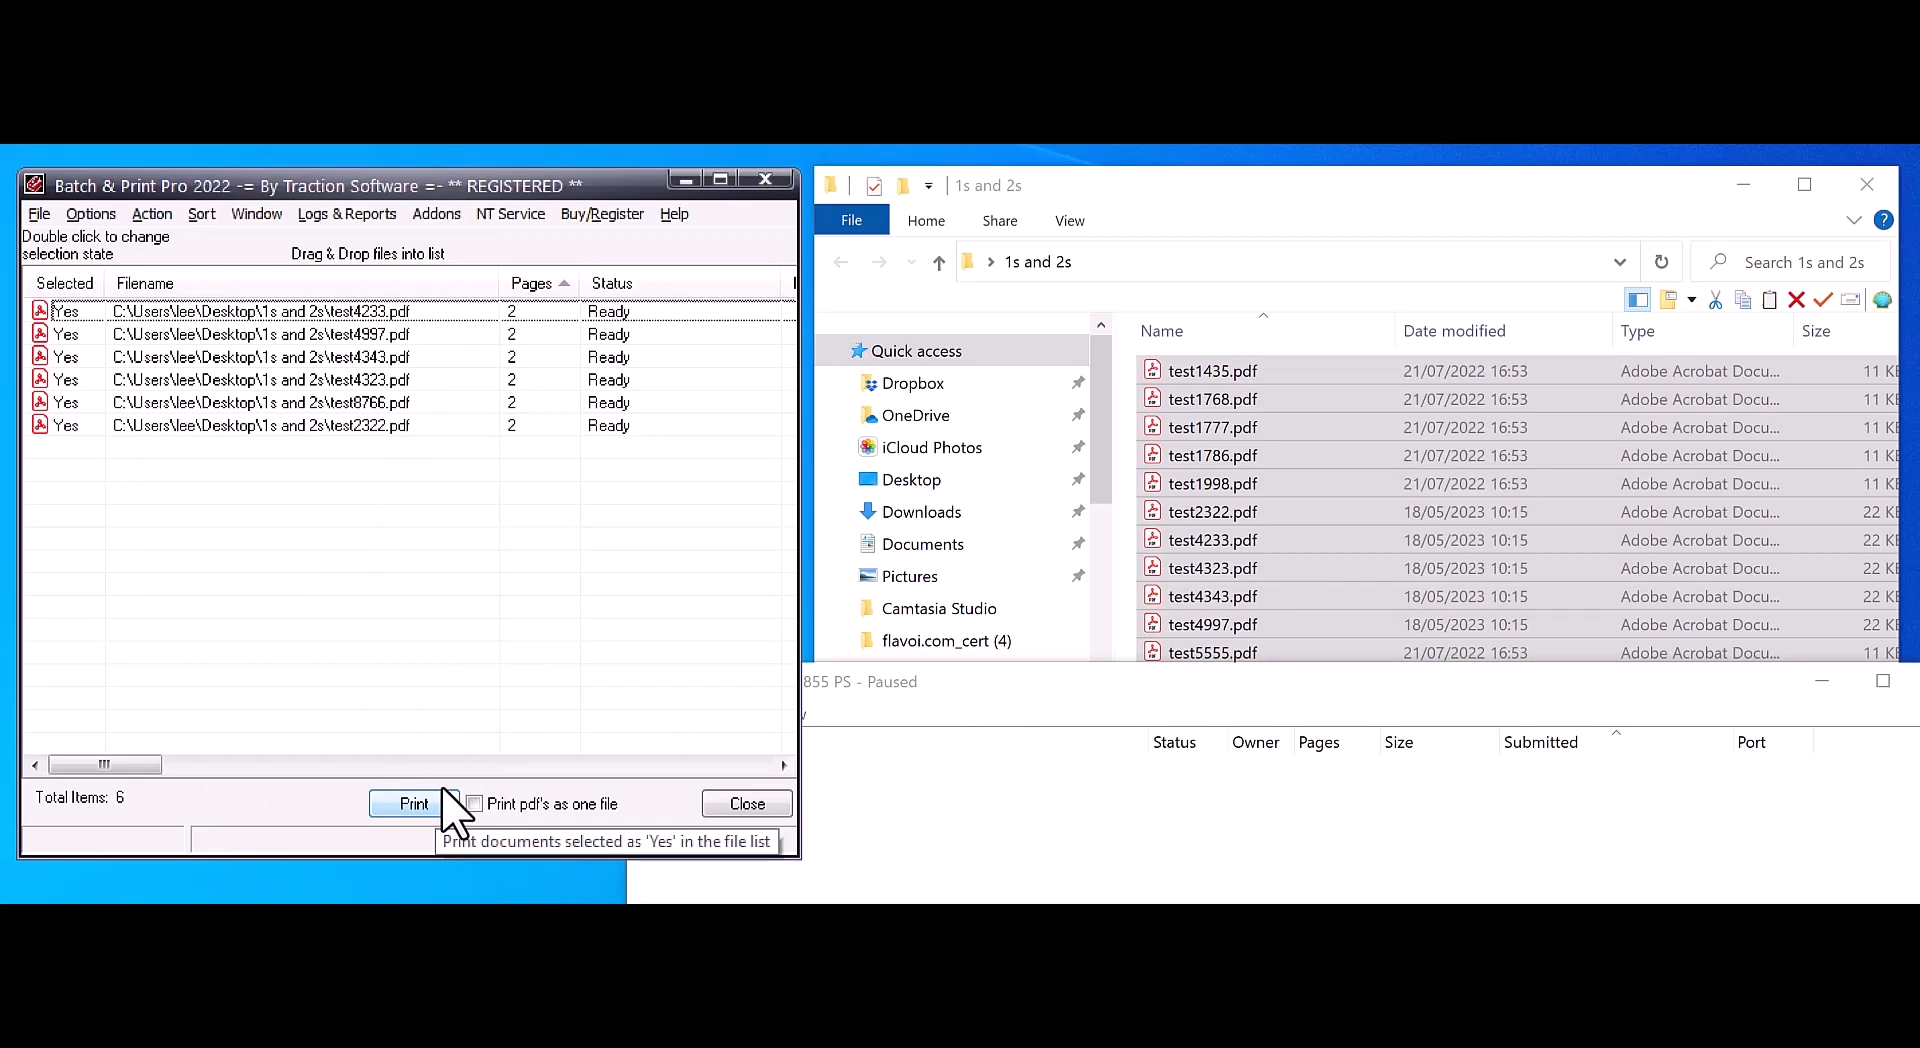 Batch & Print Pro 2022 -= By Traction Software =- ** REGISTERED **
File Options Action Sort Window Logs & Reports Addons NT Service Buy/Register Help
Double click to change
selection state
Drag & Drop files into list
Selected Filename Pages Status
Yes C:\Users\lee\Desktop\1s and 2s\test4233.pdf 2 Ready
Yes C:\Users\lee\Desktop\1s and 2s\test4997.pdf 2 Ready
Yes C:\Users\lee\Desktop\1s and 2s\test4343.pdf 2 Ready
Yes C:\Users\lee\Desktop\1s and 2s\test4323.pdf 2 Ready
Yes C:\Users\lee\Desktop\1s and 2s\test8766.pdf 2 Ready
Yes C:\Users\lee\Desktop\1s and 2s\test2322.pdf 2 Ready
Total Items: 6
Print
Print pdf's as one file
Close
Print documents selected as 'Yes' in the file list
1s and 2s
File Home Share View
1s and 2s
Search 1s and 2s
Quick access
Dropbox
OneDrive
iCloud Photos
Desktop
Downloads
Documents
Pictures
Camtasia Studio
flavoi.com_cert (4)
Name Date modified Type Size
test1435.pdf 21/07/2022 16:53 Adobe Acrobat Docu... 11 KB
test1768.pdf 21/07/2022 16:53 Adobe Acrobat Docu... 11 KB
test1777.pdf 21/07/2022 16:53 Adobe Acrobat Docu... 11 KB
test1786.pdf 21/07/2022 16:53 Adobe Acrobat Docu... 11 KB
test1998.pdf 21/07/2022 16:53 Adobe Acrobat Docu... 11 KB
test2322.pdf 18/05/2023 10:15 Adobe Acrobat Docu... 22 KB
test4233.pdf 18/05/2023 10:15 Adobe Acrobat Docu... 22 KB
test4323.pdf 18/05/2023 10:15 Adobe Acrobat Docu... 22 KB
test4343.pdf 18/05/2023 10:15 Adobe Acrobat Docu... 22 KB
test4997.pdf 18/05/2023 10:15 Adobe Acrobat Docu... 22 KB
test5555.pdf 21/07/2022 16:53 Adobe Acrobat Docu... 11 KB
855 PS - Paused
Status Owner Pages Size Submitted Port